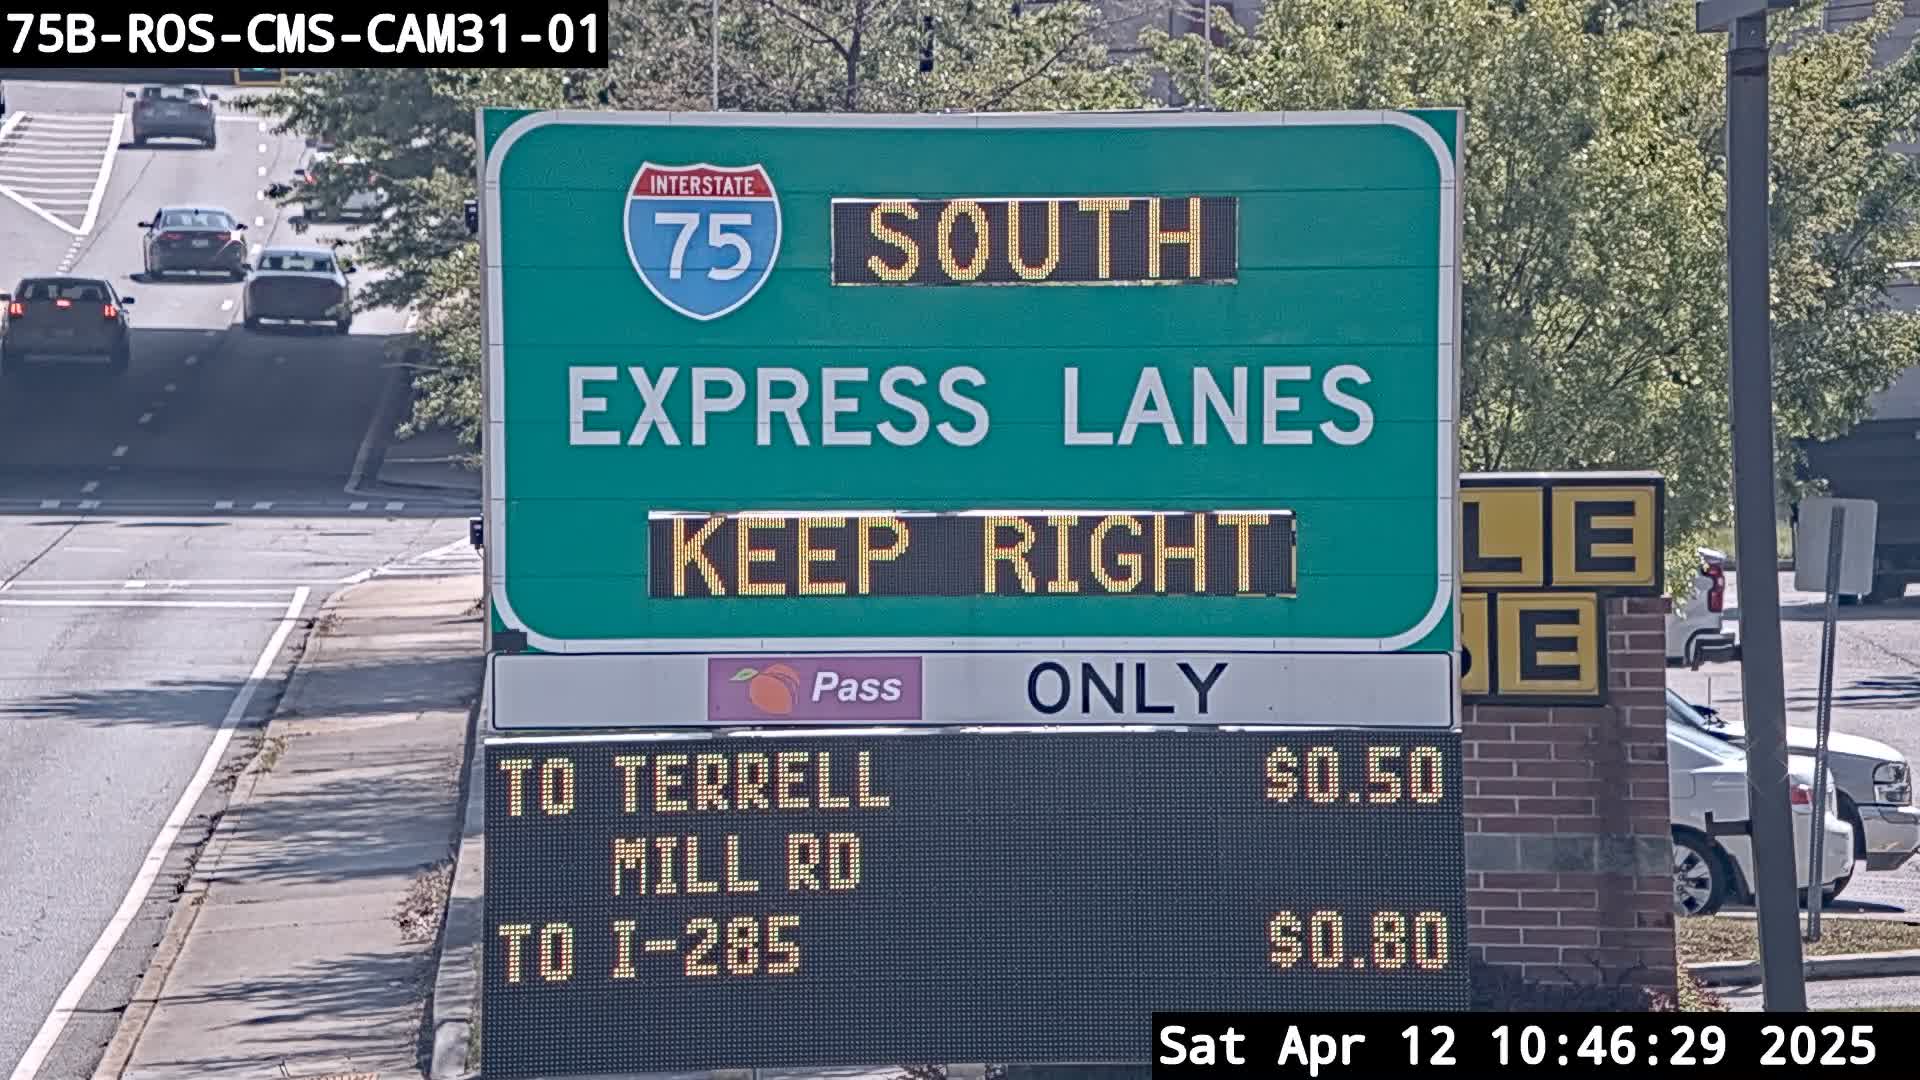 75B-ROS-CMS-CAM31-01
INTERSTATE
75
SOUTH
EXPRESS LANES
KEEP RIGHT
LE
E
Pass ONLY
TO TERRELL $0.50
MILL RD
TO I-285 $0.80
Sat Apr 12 10:46:29 2025